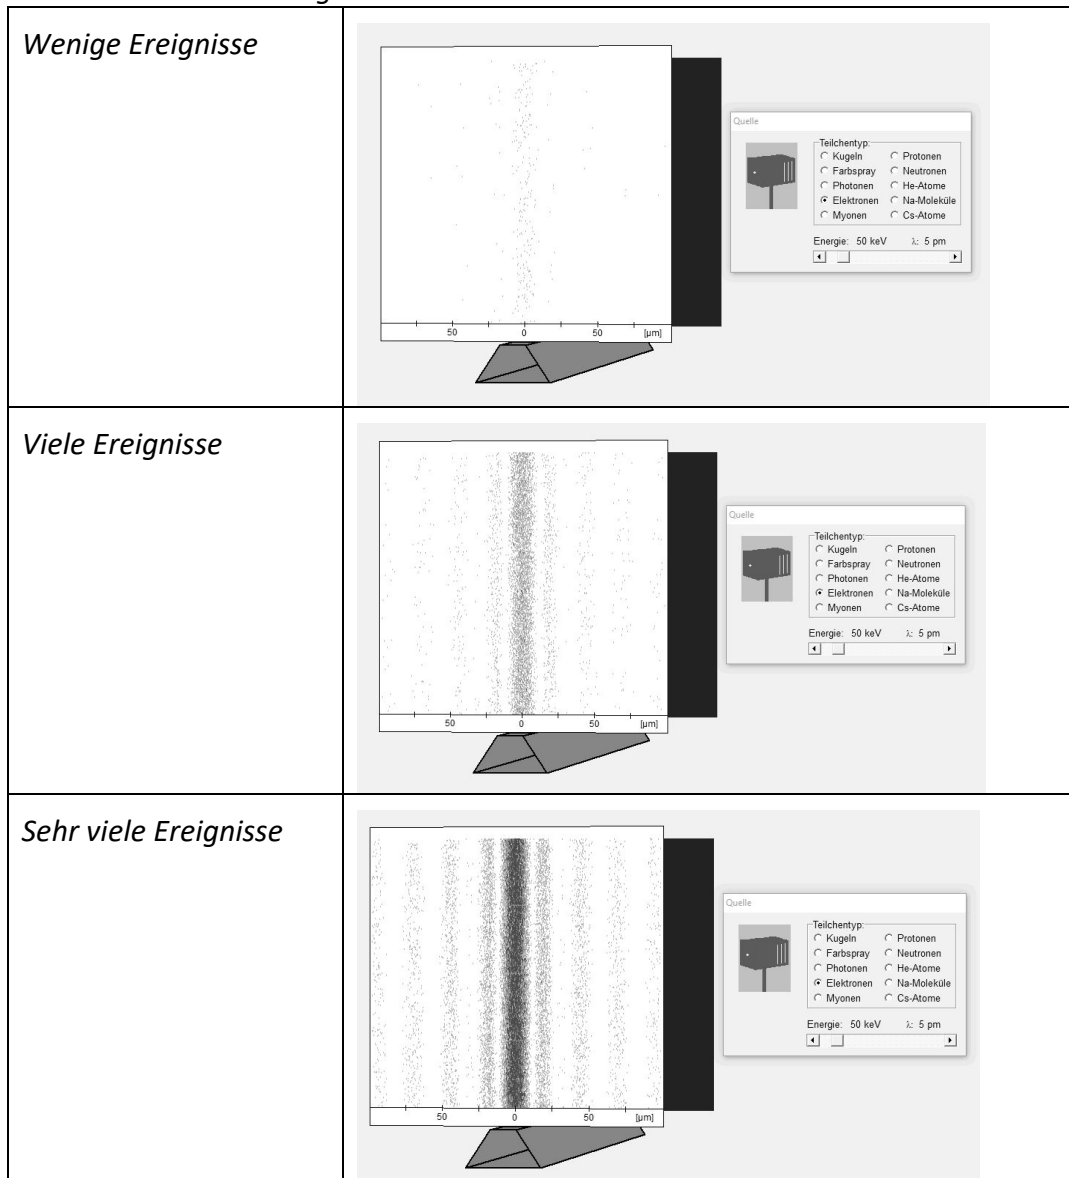 Wenige Ereignisse
50 0 50 [µm]
Quelle
Teilchentyp:
Kugeln Protonen
Farbspray Neutronen
Photonen He-Atome
Elektronen Na-Moleküle
Myonen Cs-Atome
Energie: 50 keV λ: 5 pm
Viele Ereignisse
50 0 50 [µm]
Quelle
Teilchentyp:
Kugeln Protonen
Farbspray Neutronen
Photonen He-Atome
Elektronen Na-Moleküle
Myonen Cs-Atome
Energie: 50 keV λ: 5 pm
Sehr viele Ereignisse
50 0 50 [µm]
Quelle
Teilchentyp:
Kugeln Protonen
Farbspray Neutronen
Photonen He-Atome
Elektronen Na-Moleküle
Myonen Cs-Atome
Energie: 50 keV λ: 5 pm